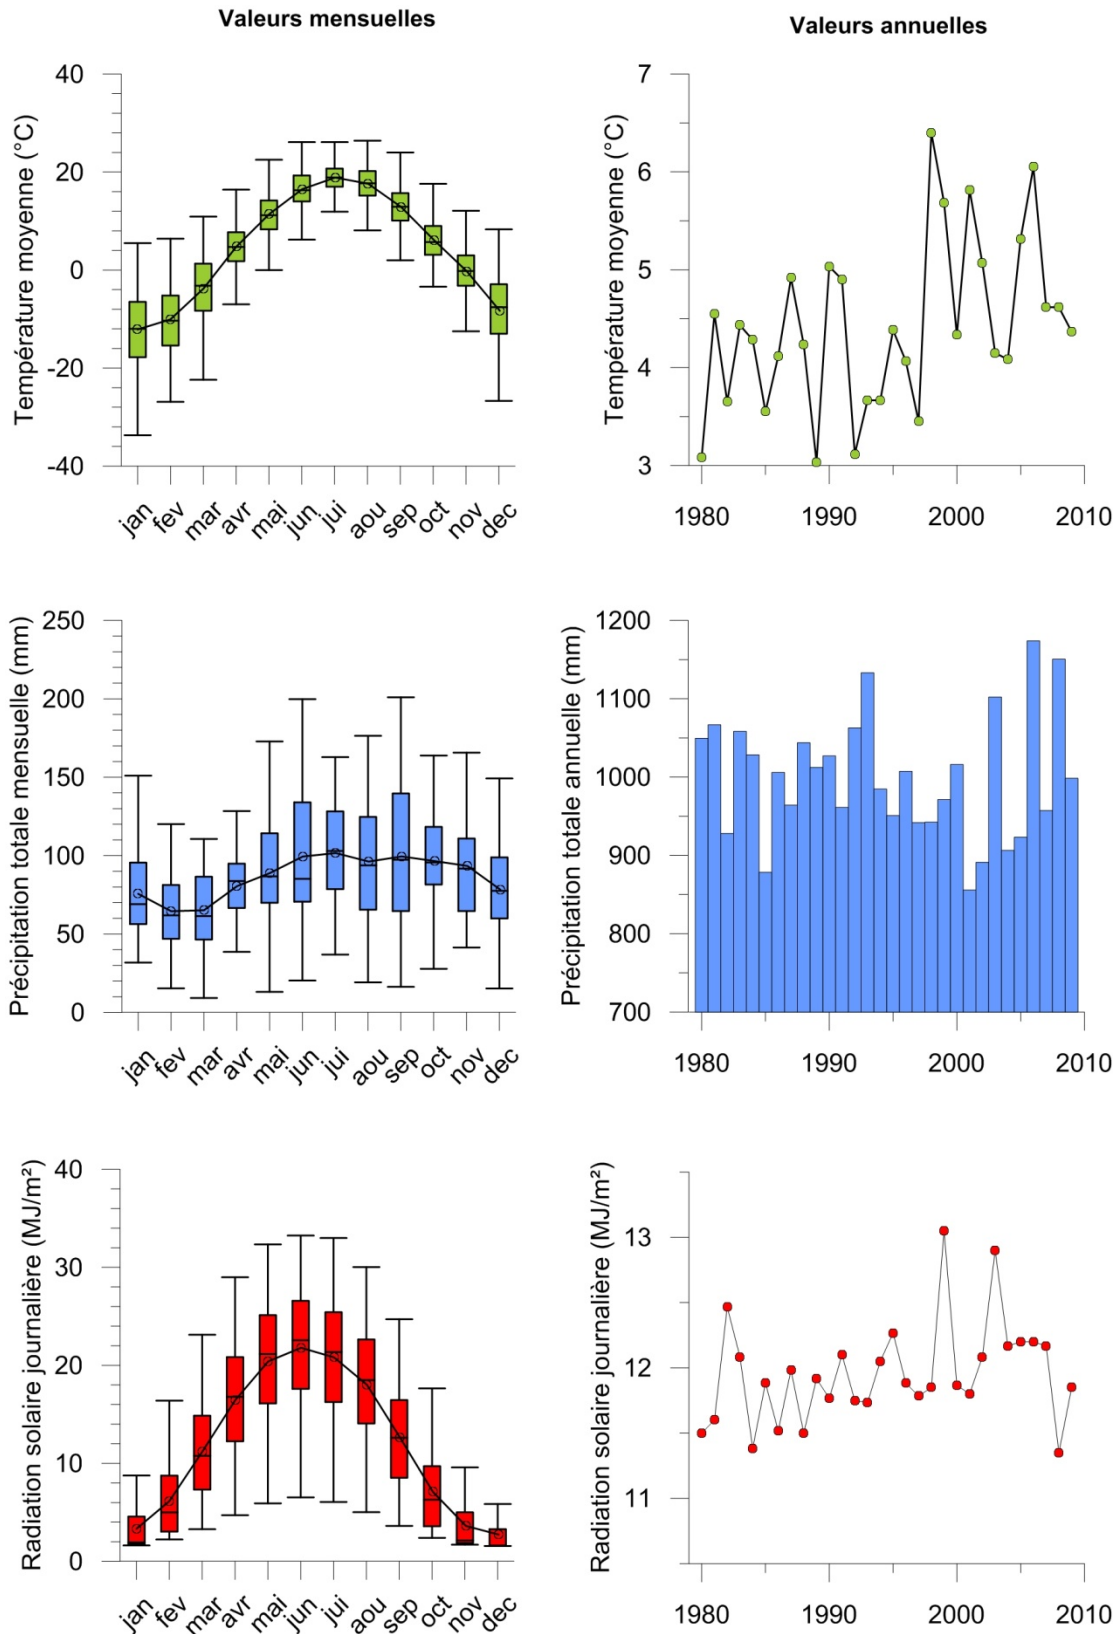 Valeurs mensuelles
Valeurs annuelles
Température moyenne (°C)
40
20
0
-20
-40
jan
fev
mar
avr
mai
jun
jui
aou
sep
oct
nov
dec
Température moyenne (°C)
7
6
5
4
3
1980
1990
2000
2010
Précipitation totale mensuelle (mm)
250
200
150
100
50
0
jan
fev
mar
avr
mai
jun
jui
aou
sep
oct
nov
dec
Précipitation totale annuelle (mm)
1200
1100
1000
900
800
700
1980
1990
2000
2010
Radiation solaire journalière (MJ/m²)
40
30
20
10
0
jan
fev
mar
avr
mai
jun
jui
aou
sep
oct
nov
dec
Radiation solaire journalière (MJ/m²)
13
12
11
1980
1990
2000
2010